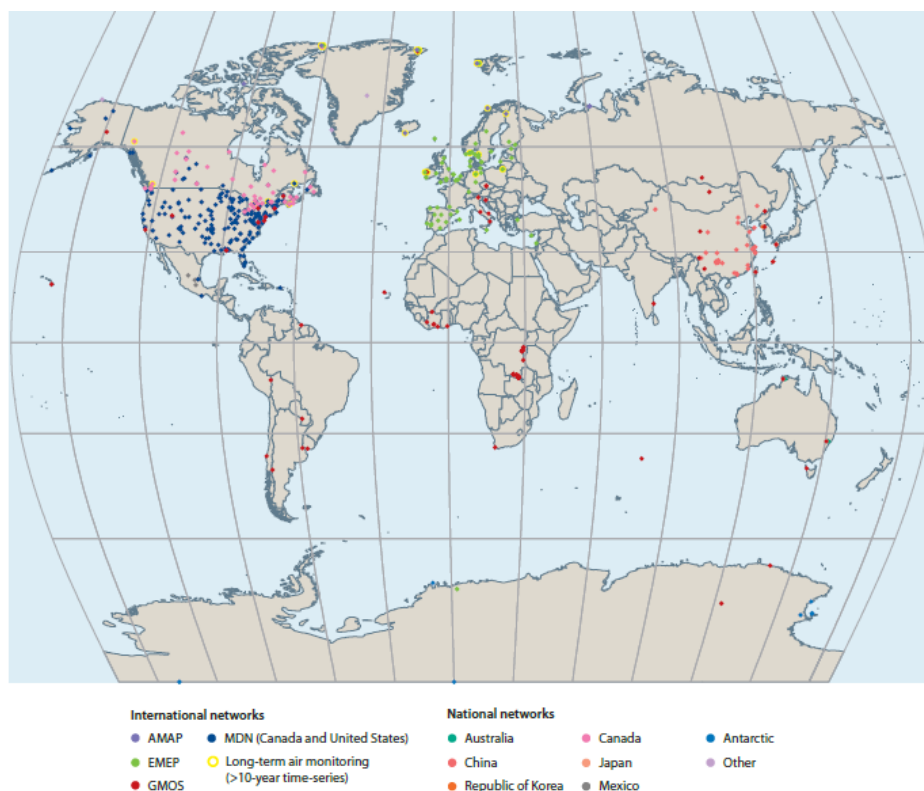 International networks
AMAP
EMEP
GMOS
MDN (Canada and United States)
Long-term air monitoring
(>10-year time-series)
National networks
Australia
China
Republic of Korea
Canada
Japan
Mexico
Antarctic
Other